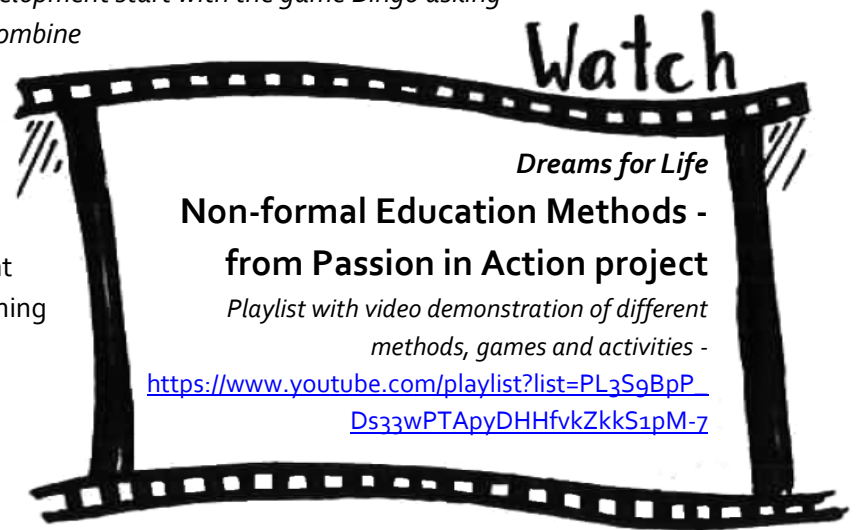 elopment start with the game Bingo asking
ombine
Watch
Dreams for Life
Non-formal Education Methods -
from Passion in Action project
Playlist with video demonstration of different
methods, games and activities -
https://www.youtube.com/playlist?list=PL3S9BpP_
Ds33wPTApyDHHfvkZkkS1pM-7
ning